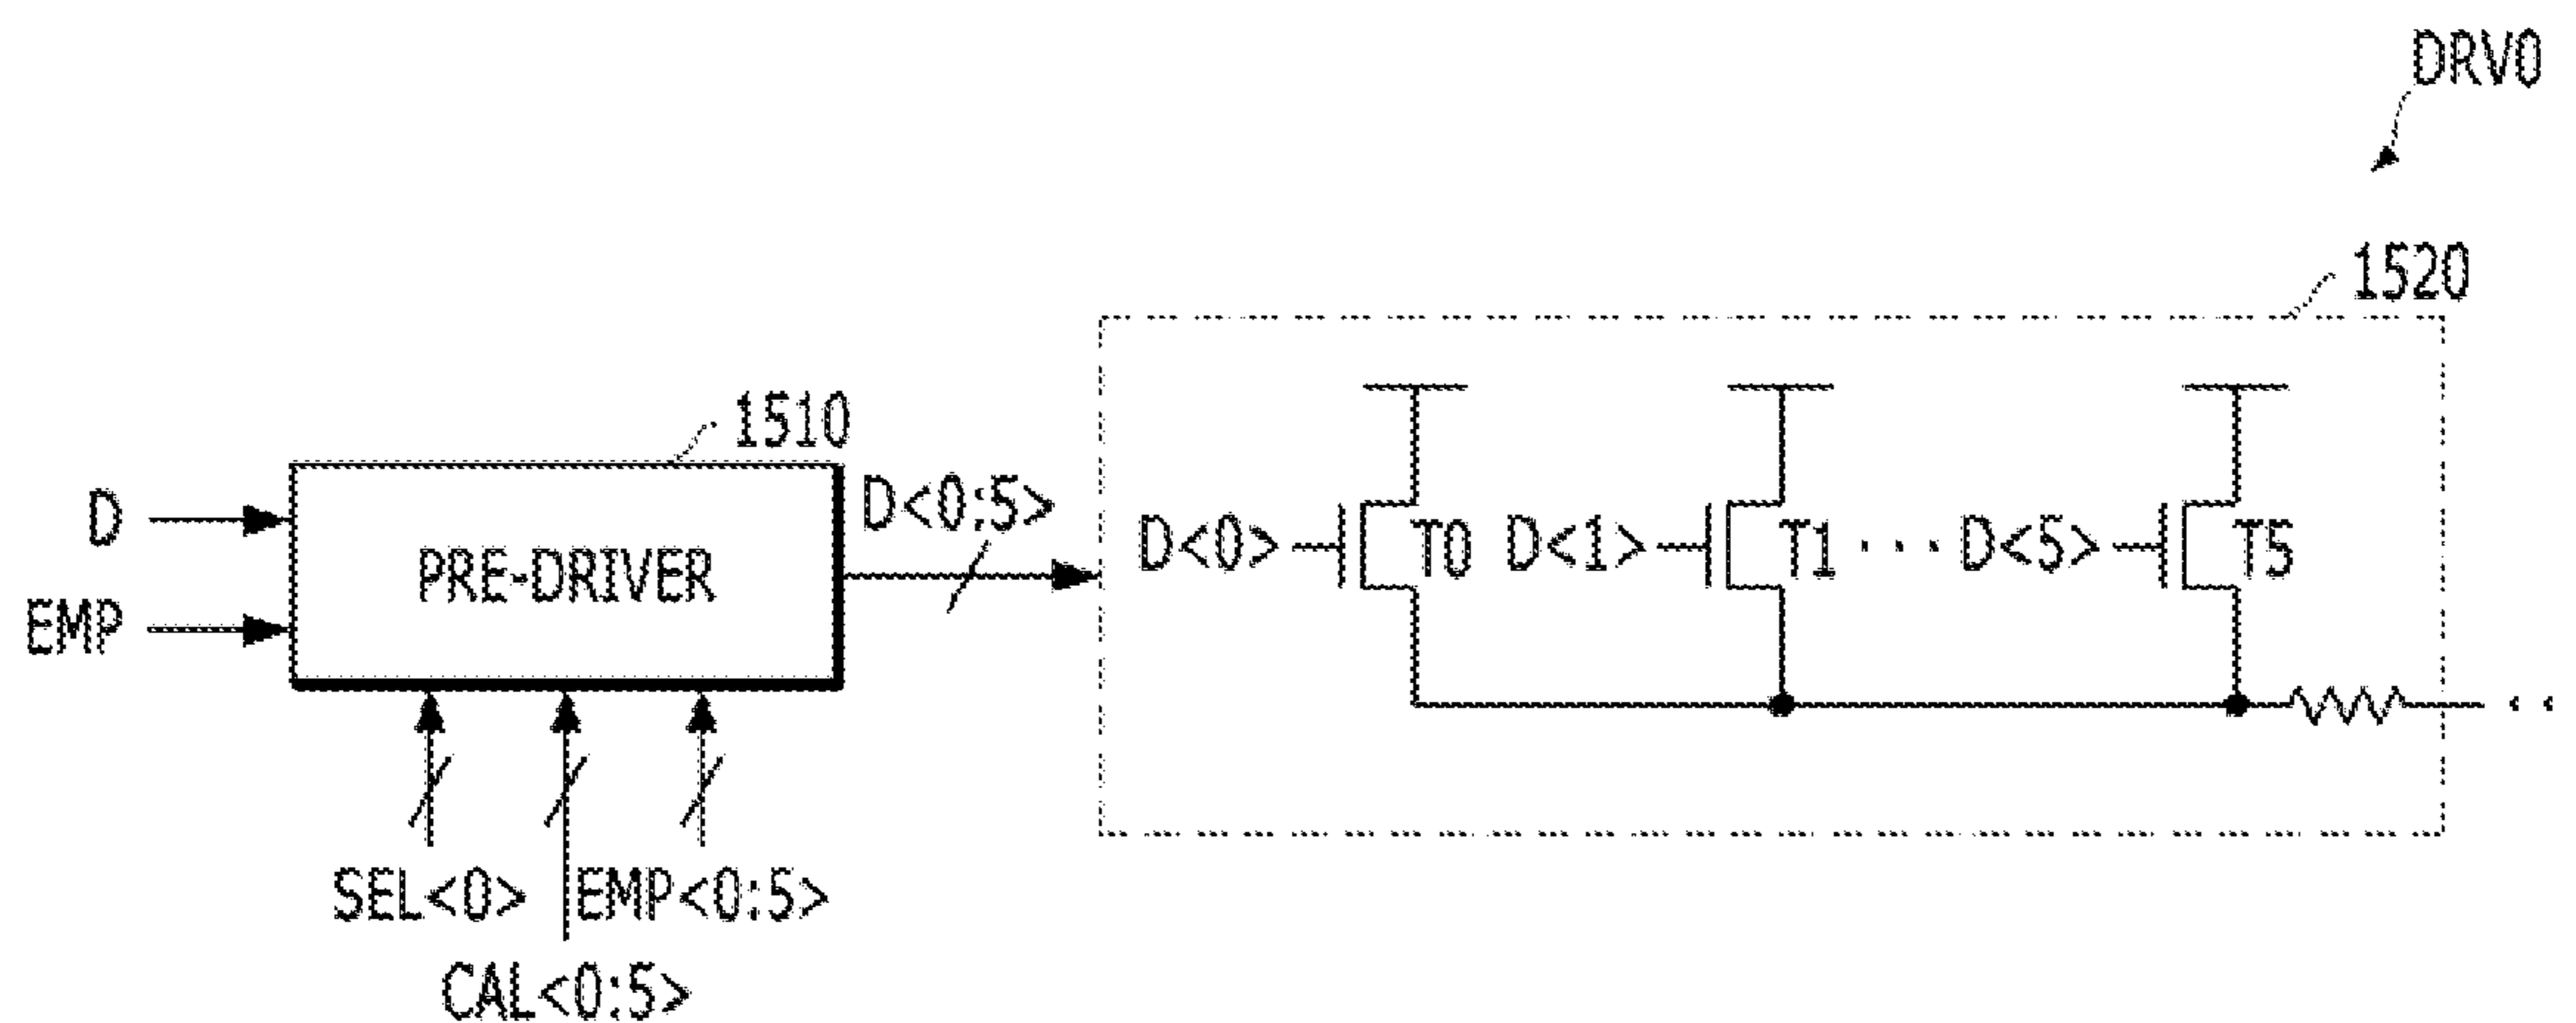 DRV0
1520
1510
D
EMP
PRE-DRIVER
D<0:5>
D<0> T0 D<1> T1 ... D<5> T5
SEL<0> EMP<0:5>
CAL<0:5>